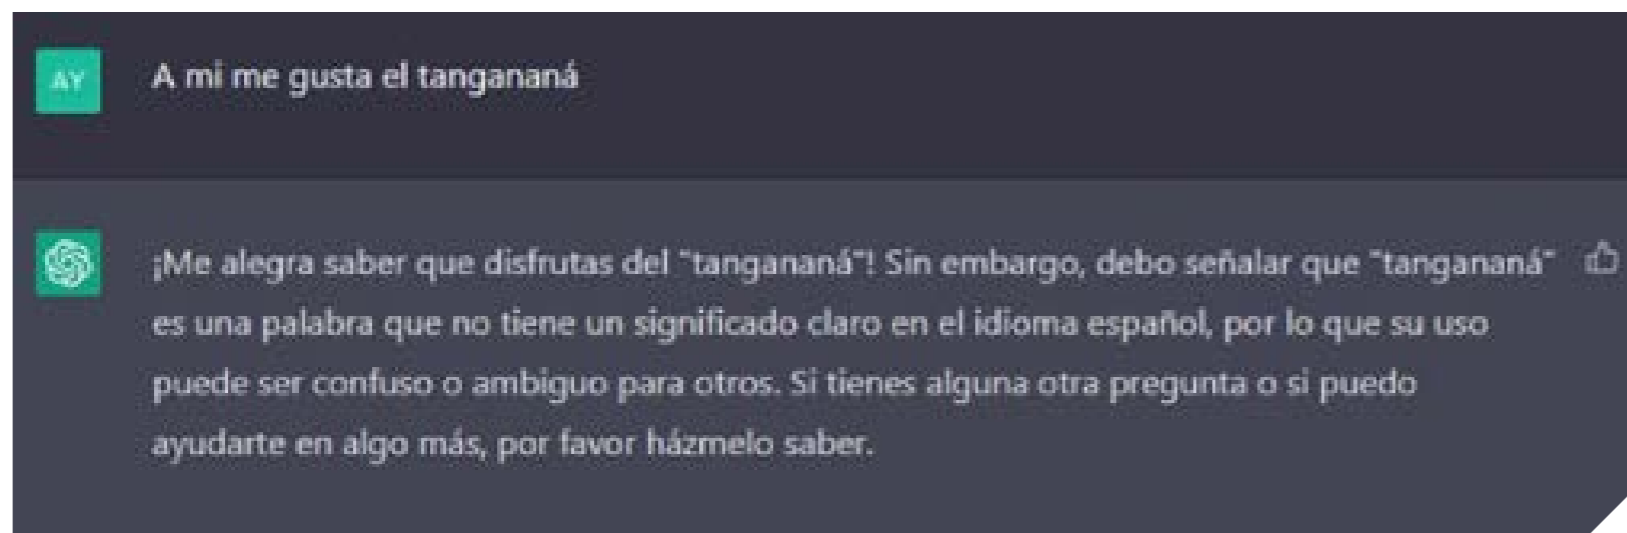 AY
A mi me gusta el tangananá
¡Me alegra saber que disfrutas del "tangananá"! Sin embargo, debo señalar que "tangananá"
es una palabra que no tiene un significado claro en el idioma español, por lo que su uso
puede ser confuso o ambiguo para otros. Si tienes alguna otra pregunta o si puedo
ayudarte en algo más, por favor házmelo saber.